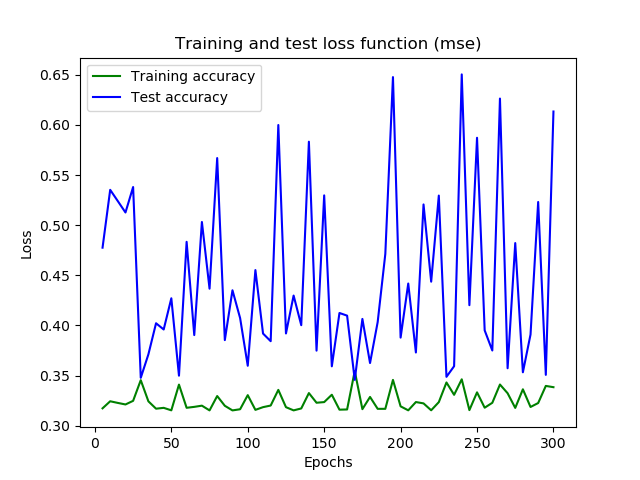 Training and test loss function (mse)
Training accuracy
Test accuracy
0.65
0.60
0.55
0.50
0.45
0.40
0.35
0.30
Loss
0 50 100 150 200 250 300
Epochs